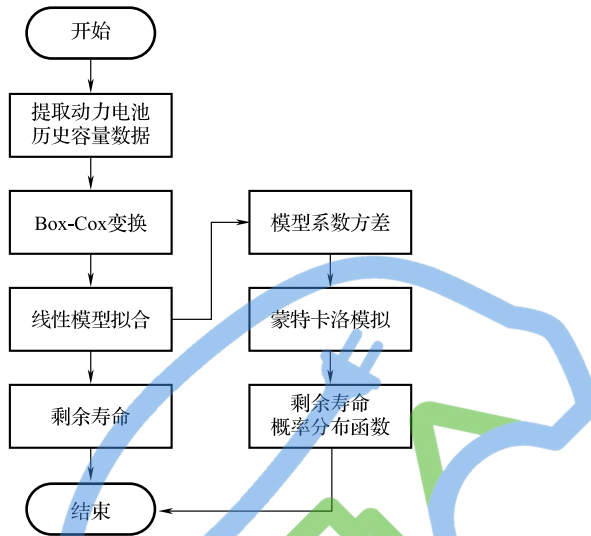 开始
提取动力电池
历史容量数据
Box-Cox变换
模型系数方差
线性模型拟合
蒙特卡洛模拟
剩余寿命
剩余寿命
概率分布函数
结束